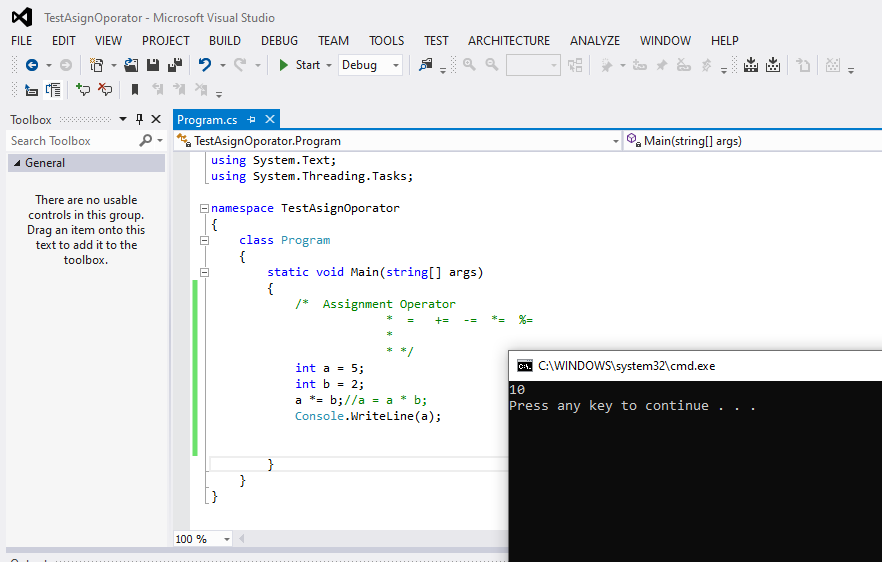 TestAsignOporator - Microsoft Visual Studio
FILE EDIT VIEW PROJECT BUILD DEBUG TEAM TOOLS TEST ARCHITECTURE ANALYZE WINDOW HELP
Start Debug
Toolbox
Search Toolbox
General
There are no usable
controls in this group.
Drag an item onto this
text to add it to the
toolbox.
Program.cs
TestAsignOporator.Program
Main(string[] args)
using System.Text;
using System.Threading.Tasks;
namespace TestAsignOporator
{
class Program
{
static void Main(string[] args)
{
/* Assignment Operator
* = += -= *= %=
*
* */
int a = 5;
int b = 2;
a *= b;//a = a * b;
Console.WriteLine(a);
}
}
}
100 %
C:\WINDOWS\system32\cmd.exe
10
Press any key to continue . . .